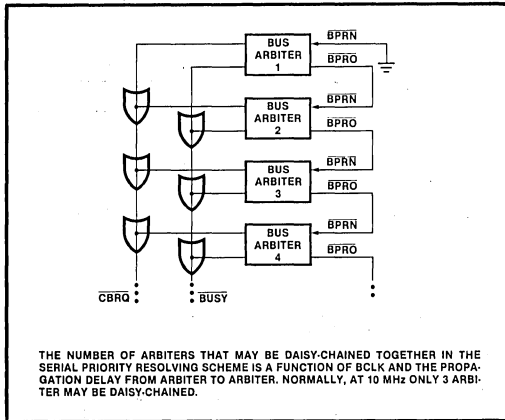 BUS
ARBITER
1
BPRN
BPRO
BUS
ARBITER
2
BPRN
BPRO
BUS
ARBITER
3
BPRN
BPRO
BUS
ARBITER
4
BPRN
BPRO
CBRQ
BUSY
THE NUMBER OF ARBITERS THAT MAY BE DAISY-CHAINED TOGETHER IN THE
SERIAL PRIORITY RESOLVING SCHEME IS A FUNCTION OF BCLK AND THE PROPA-
GATION DELAY FROM ARBITER TO ARBITER. NORMALLY, AT 10 MHz ONLY 3 ARBI-
TER MAY BE DAISY-CHAINED.